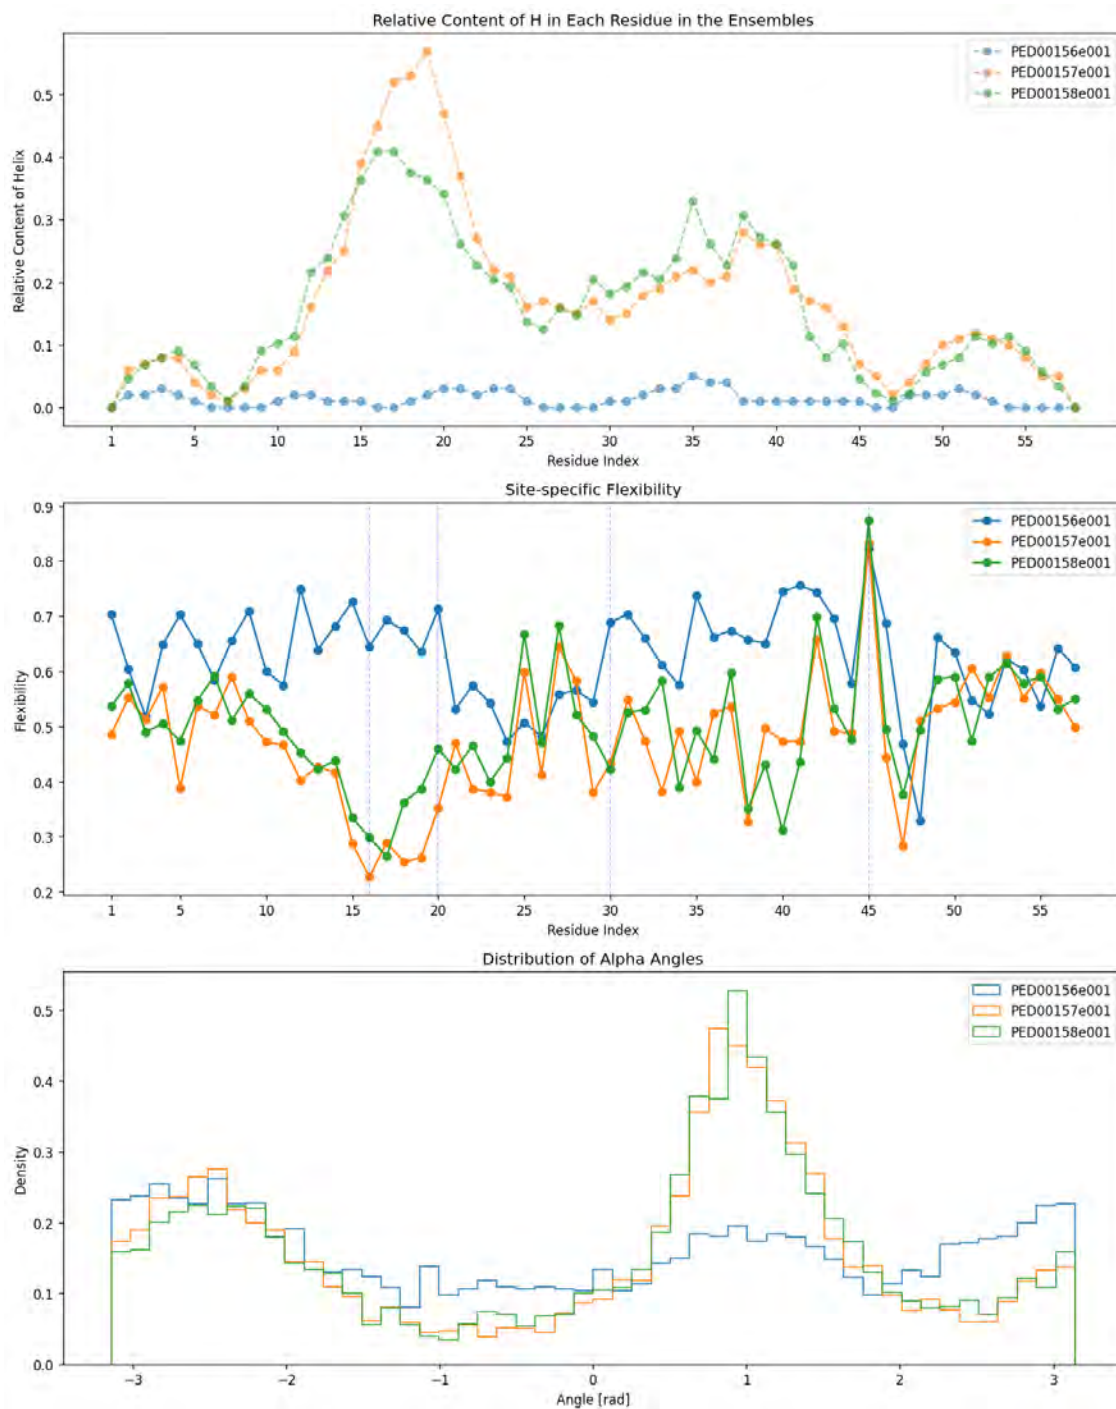 Relative Content of H in Each Residue in the Ensembles
PED00156e001
PED00157e001
PED00158e001
Relative Content of Helix
0.5
0.4
0.3
0.2
0.1
0.0
1 5 10 15 20 25 30 35 40 45 50 55
Residue Index
Site-specific Flexibility
PED00156e001
PED00157e001
PED00158e001
Flexibility
0.9
0.8
0.7
0.6
0.5
0.4
0.3
0.2
1 5 10 15 20 25 30 35 40 45 50 55
Residue Index
Distribution of Alpha Angles
PED00156e001
PED00157e001
PED00158e001
Density
0.5
0.4
0.3
0.2
0.1
0.0
−3 −2 −1 0 1 2 3
Angle [rad]